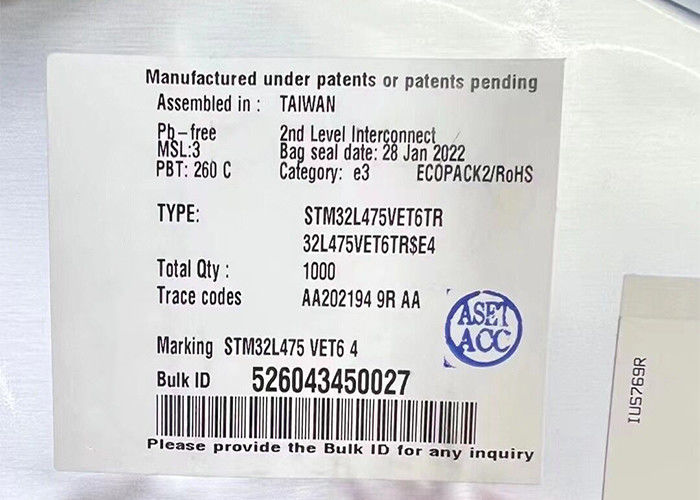 Manufactured under patents or patents pending
Assembled in : TAIWAN
Pb-free 2nd Level Interconnect
MSL:3 Bag seal date: 28 Jan 2022
PBT: 260 C Category: e3 ECOPACK2/RoHS
TYPE: STM32L475VET6TR
32L475VET6TR$E4
Total Qty : 1000
Trace codes AA202194 9R AA
ASET
ACC
Marking STM32L475 VET6 4
Bulk ID 526043450027
Please provide the Bulk ID for any inquiry
IUS769R